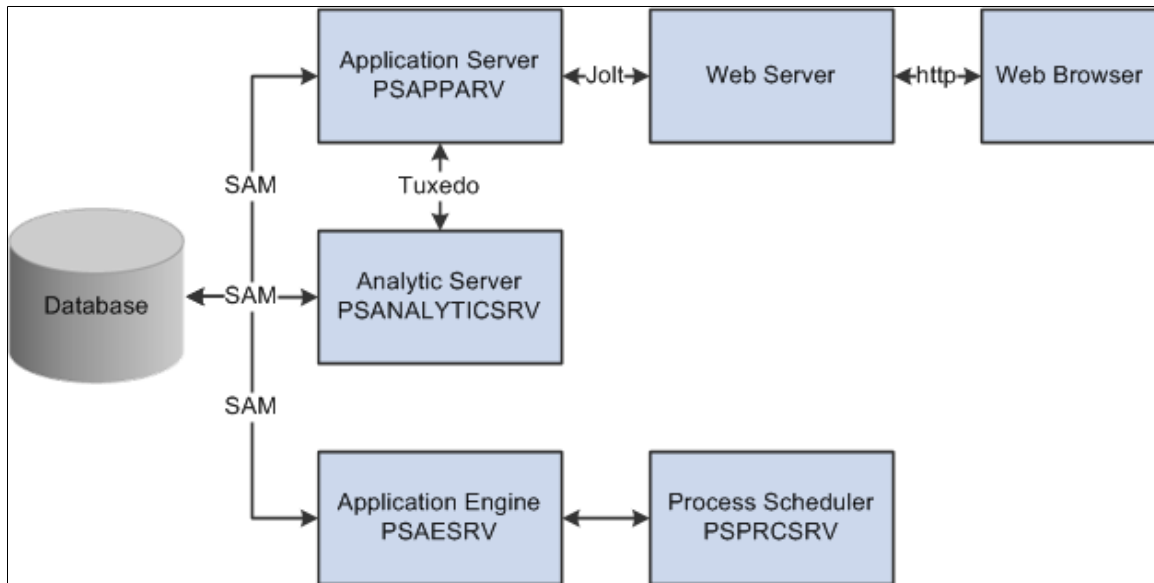 Application Server
PSAPPARV
Jolt
Web Server
http
Web Browser
SAM
Tuxedo
Database
SAM
Analytic Server
PSANALYTICSRV
SAM
Application Engine
PSAESRV
Process Scheduler
PSPRCSRV